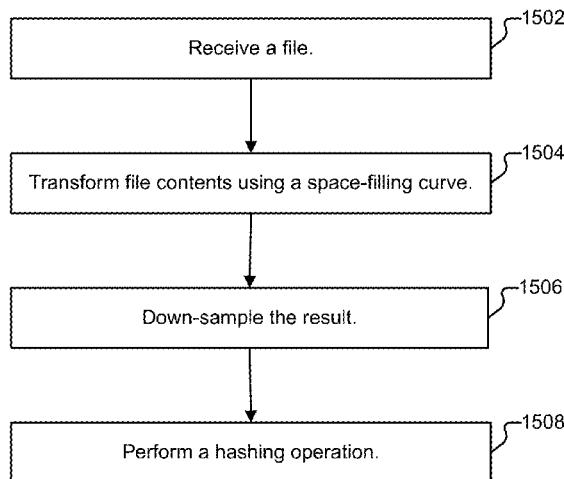 1502
Receive a file.
1504
Transform file contents using a space-filling curve.
1506
Down-sample the result.
1508
Perform a hashing operation.